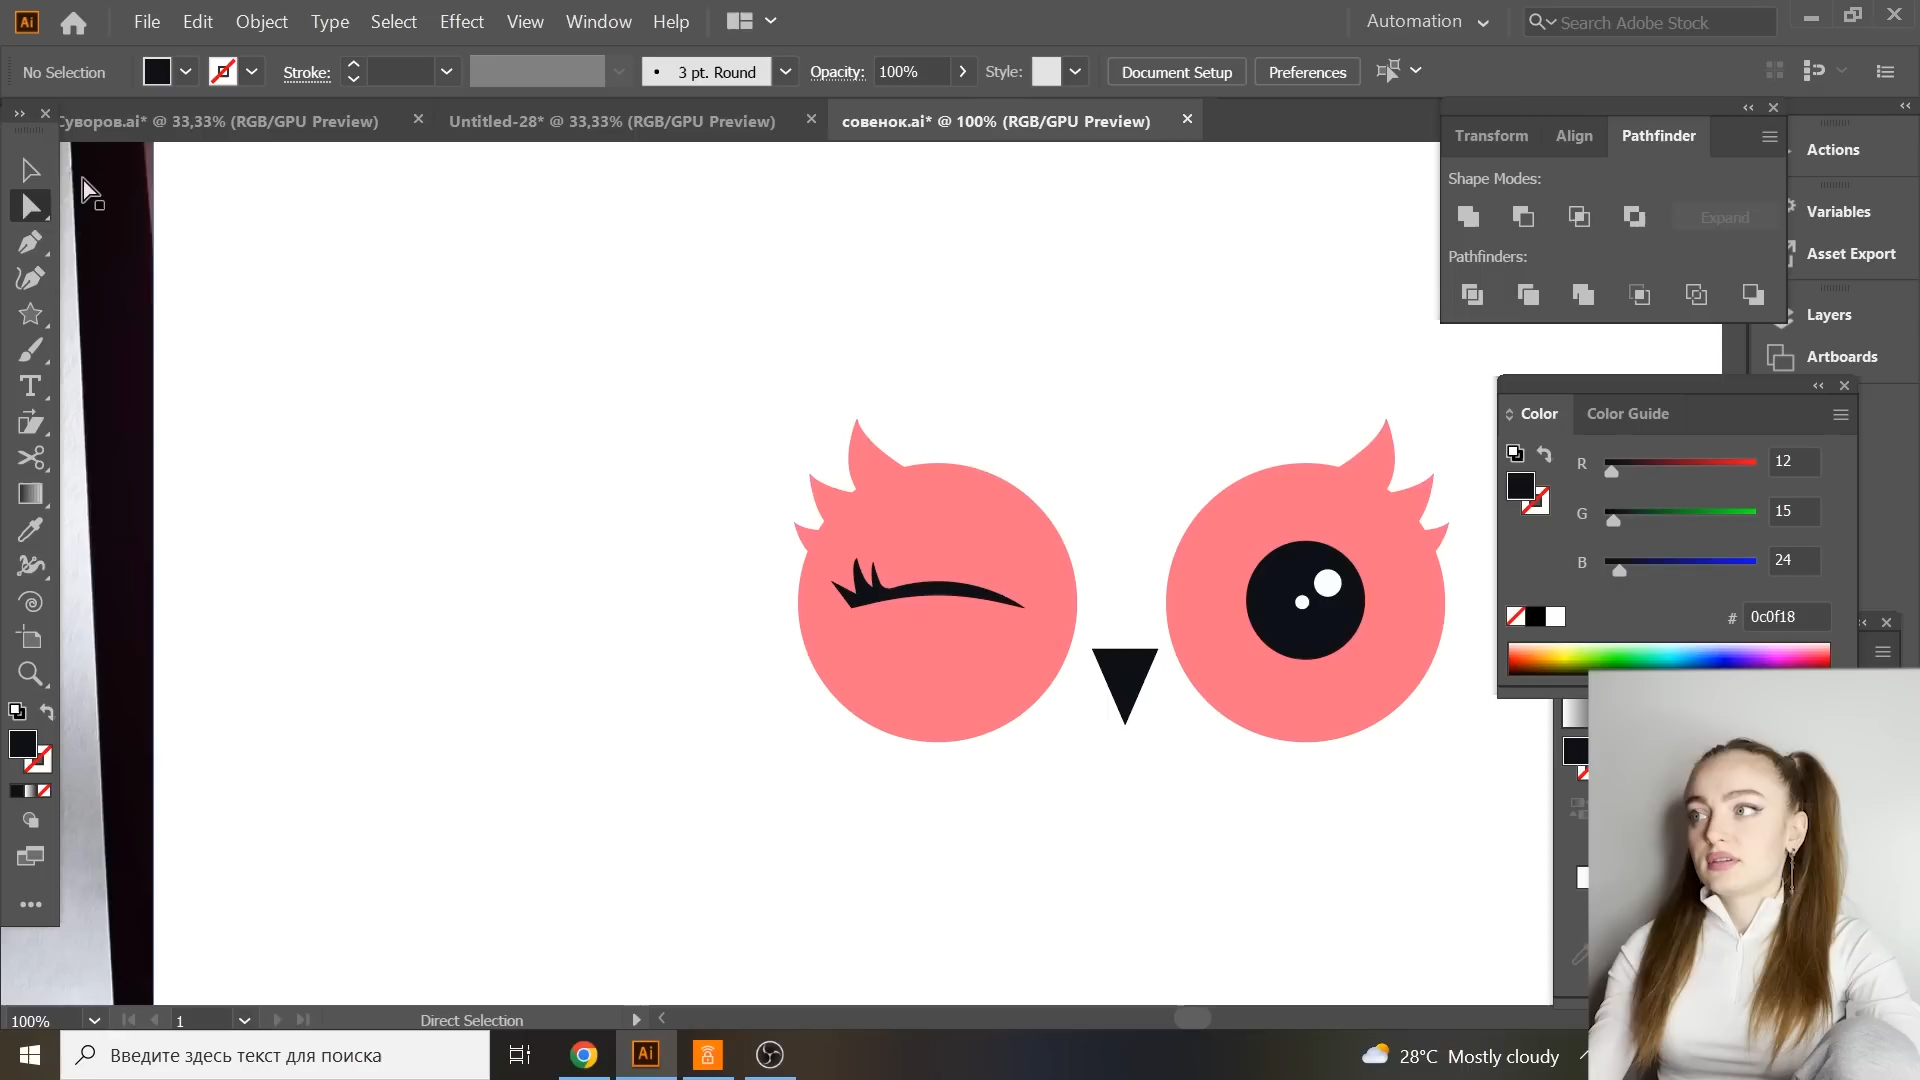 Ai File Edit Object Type Select Effect View Window Help Automation Search Adobe Stock
No Selection Stroke: 3 pt. Round Opacity: 100% Style: Document Setup Preferences
Суворов.ai* @ 33,33% (RGB/GPU Preview) Untitled-28* @ 33,33% (RGB/GPU Preview) совенок.ai* @ 100% (RGB/GPU Preview)
Transform Align Pathfinder
Shape Modes:
Expand
Pathfinders:
Actions
Variables
Asset Export
Layers
Artboards
Color Color Guide
R 12
G 15
B 24
# 0c0f18
100% 1 Direct Selection
Введите здесь текст для поиска Ai 28°C Mostly cloudy